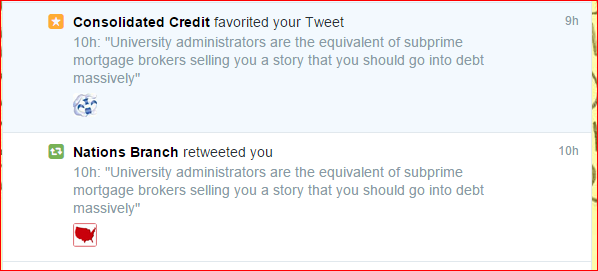 Consolidated Credit favorited your Tweet 9h
10h: "University administrators are the equivalent of subprime
mortgage brokers selling you a story that you should go into debt
massively"
Nations Branch retweeted you 10h
10h: "University administrators are the equivalent of subprime
mortgage brokers selling you a story that you should go into debt
massively"